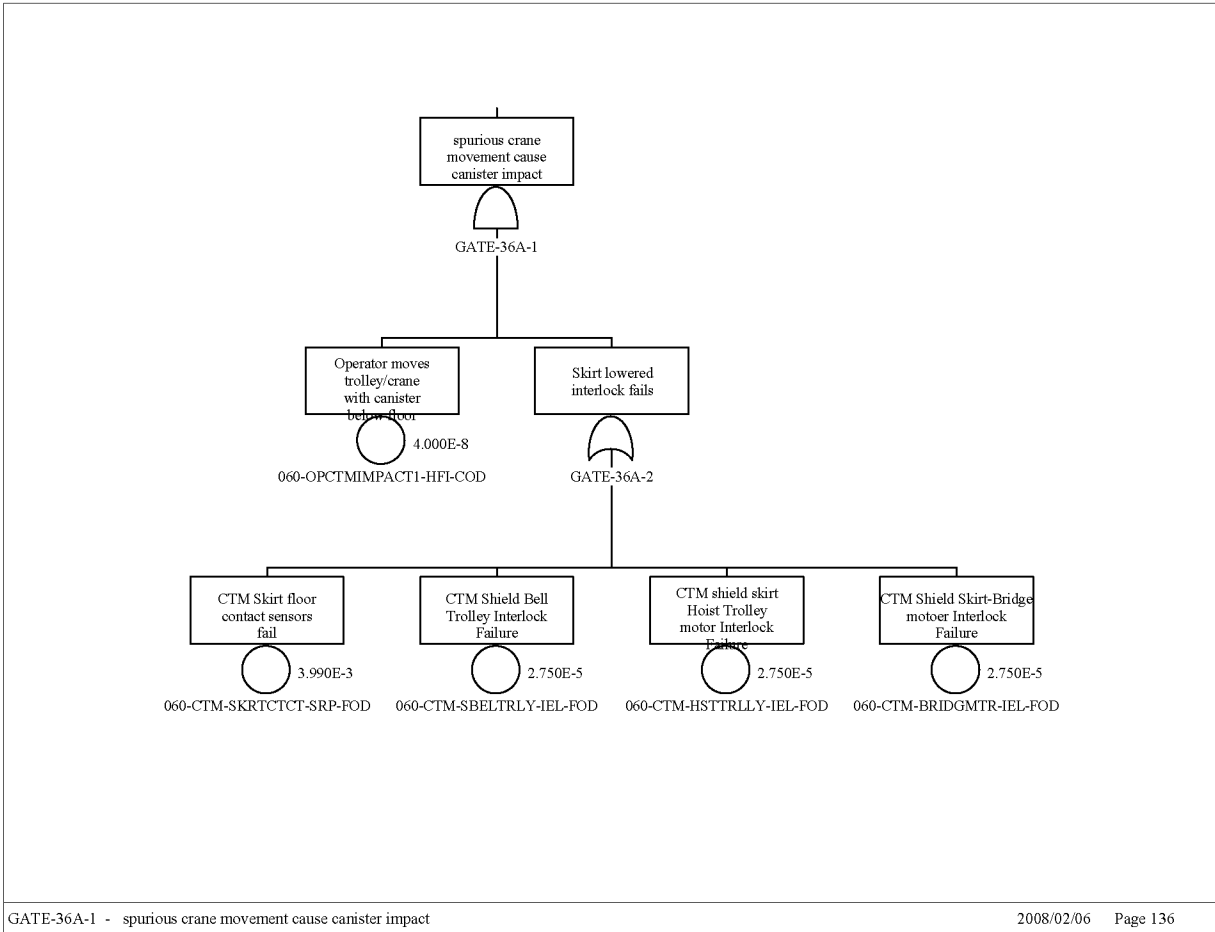 spurious crane
movement cause
canister impact
GATE-36A-1
Operator moves
trolley/crane
with canister
below floor
4.000E-8
060-OPCTMIMPACT1-HFI-COD
Skirt lowered
interlock fails
GATE-36A-2
CTM Skirt floor
contact sensors
fail
3.990E-3
060-CTM-SKRTCTCT-SRP-FOD
CTM Shield Bell
Trolley Interlock
Failure
2.750E-5
060-CTM-SBELTRLY-IEL-FOD
CTM shield skirt
Hoist Trolley
motor Interlock
Failure
2.750E-5
060-CTM-HSTTRLLY-IEL-FOD
CTM Shield Skirt-Bridge
motoer Interlock
Failure
2.750E-5
060-CTM-BRIDGMTR-IEL-FOD
GATE-36A-1 - spurious crane movement cause canister impact
2008/02/06 Page 136